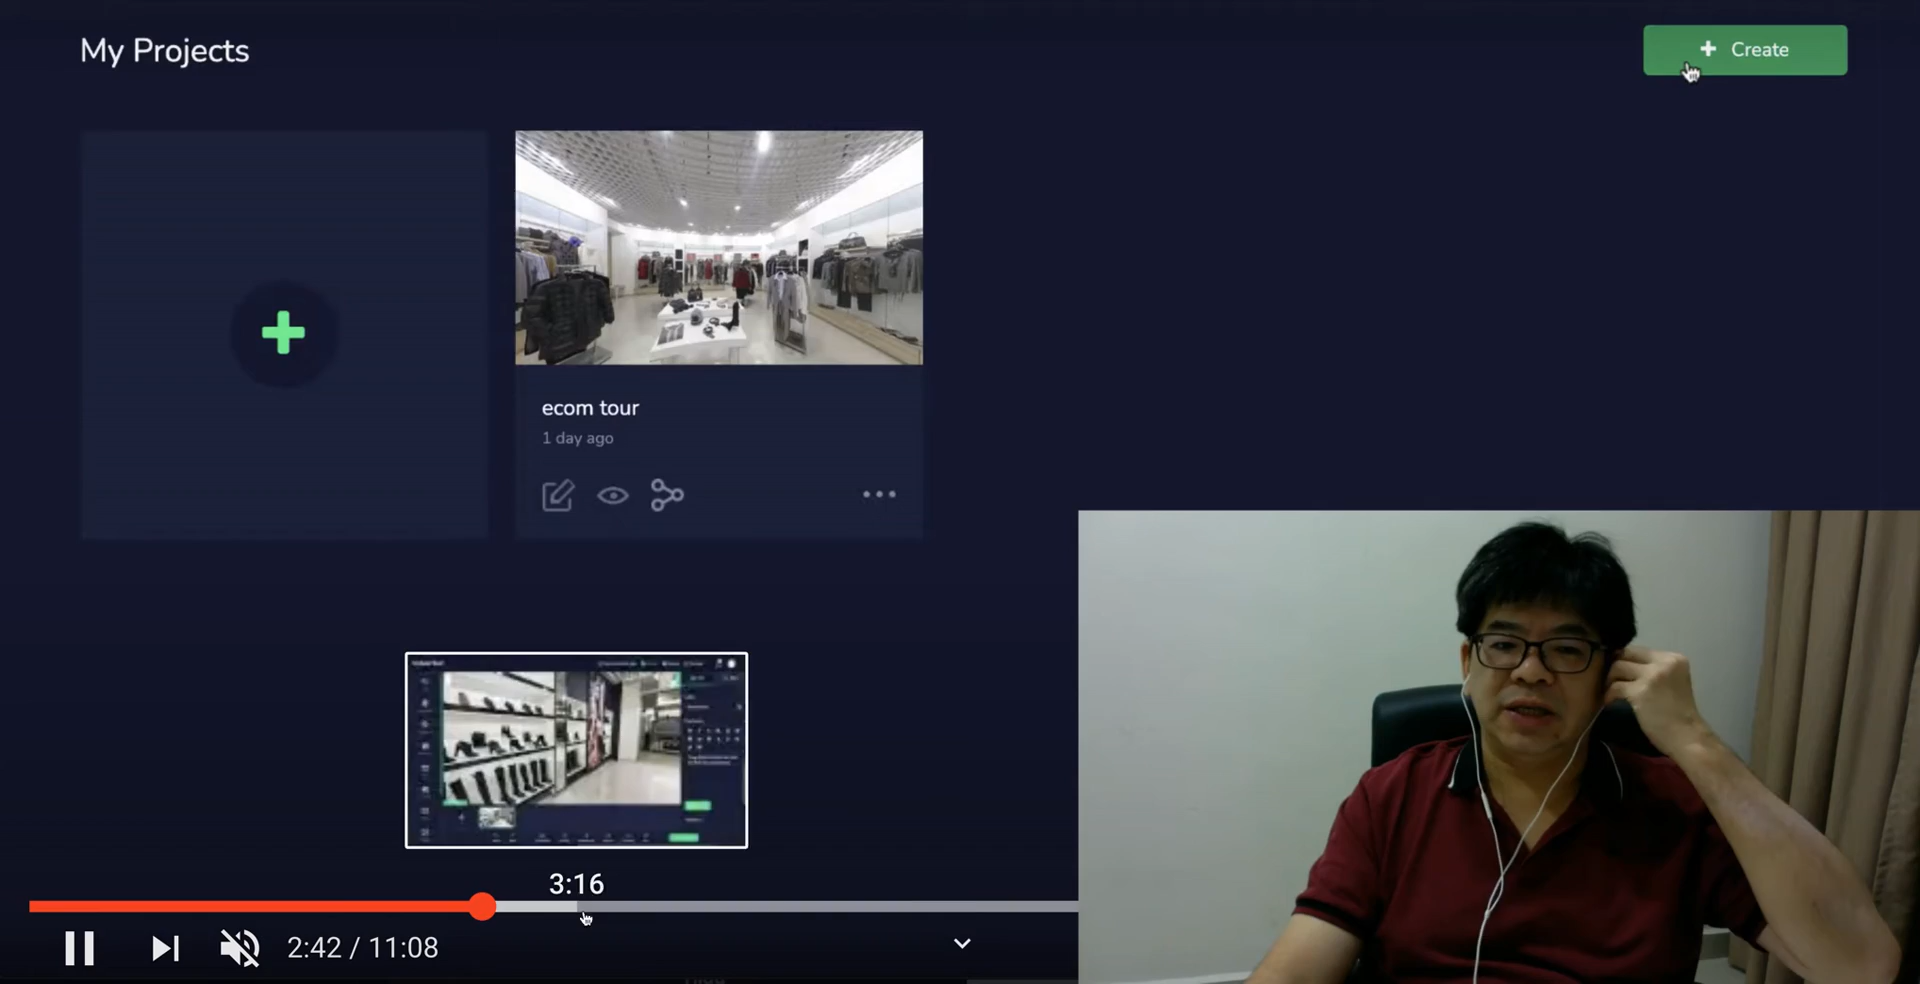 My Projects
+ Create
ecom tour
1 day ago
3:16
2:42 / 11:08